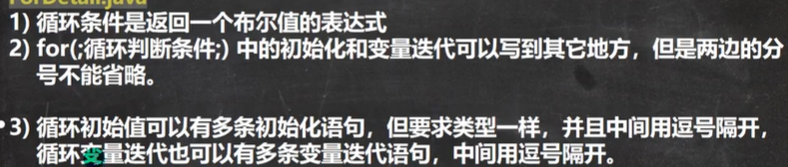 ForDetail.java
1) 循环条件是返回一个布尔值的表达式
2) for(;循环判断条件;) 中的初始化和变量迭代可以写到其它地方，但是两边的分
号不能省略。
3) 循环初始值可以有多条初始化语句，但要求类型一样，并且中间用逗号隔开，
循环变量迭代也可以有多条变量迭代语句，中间用逗号隔开。